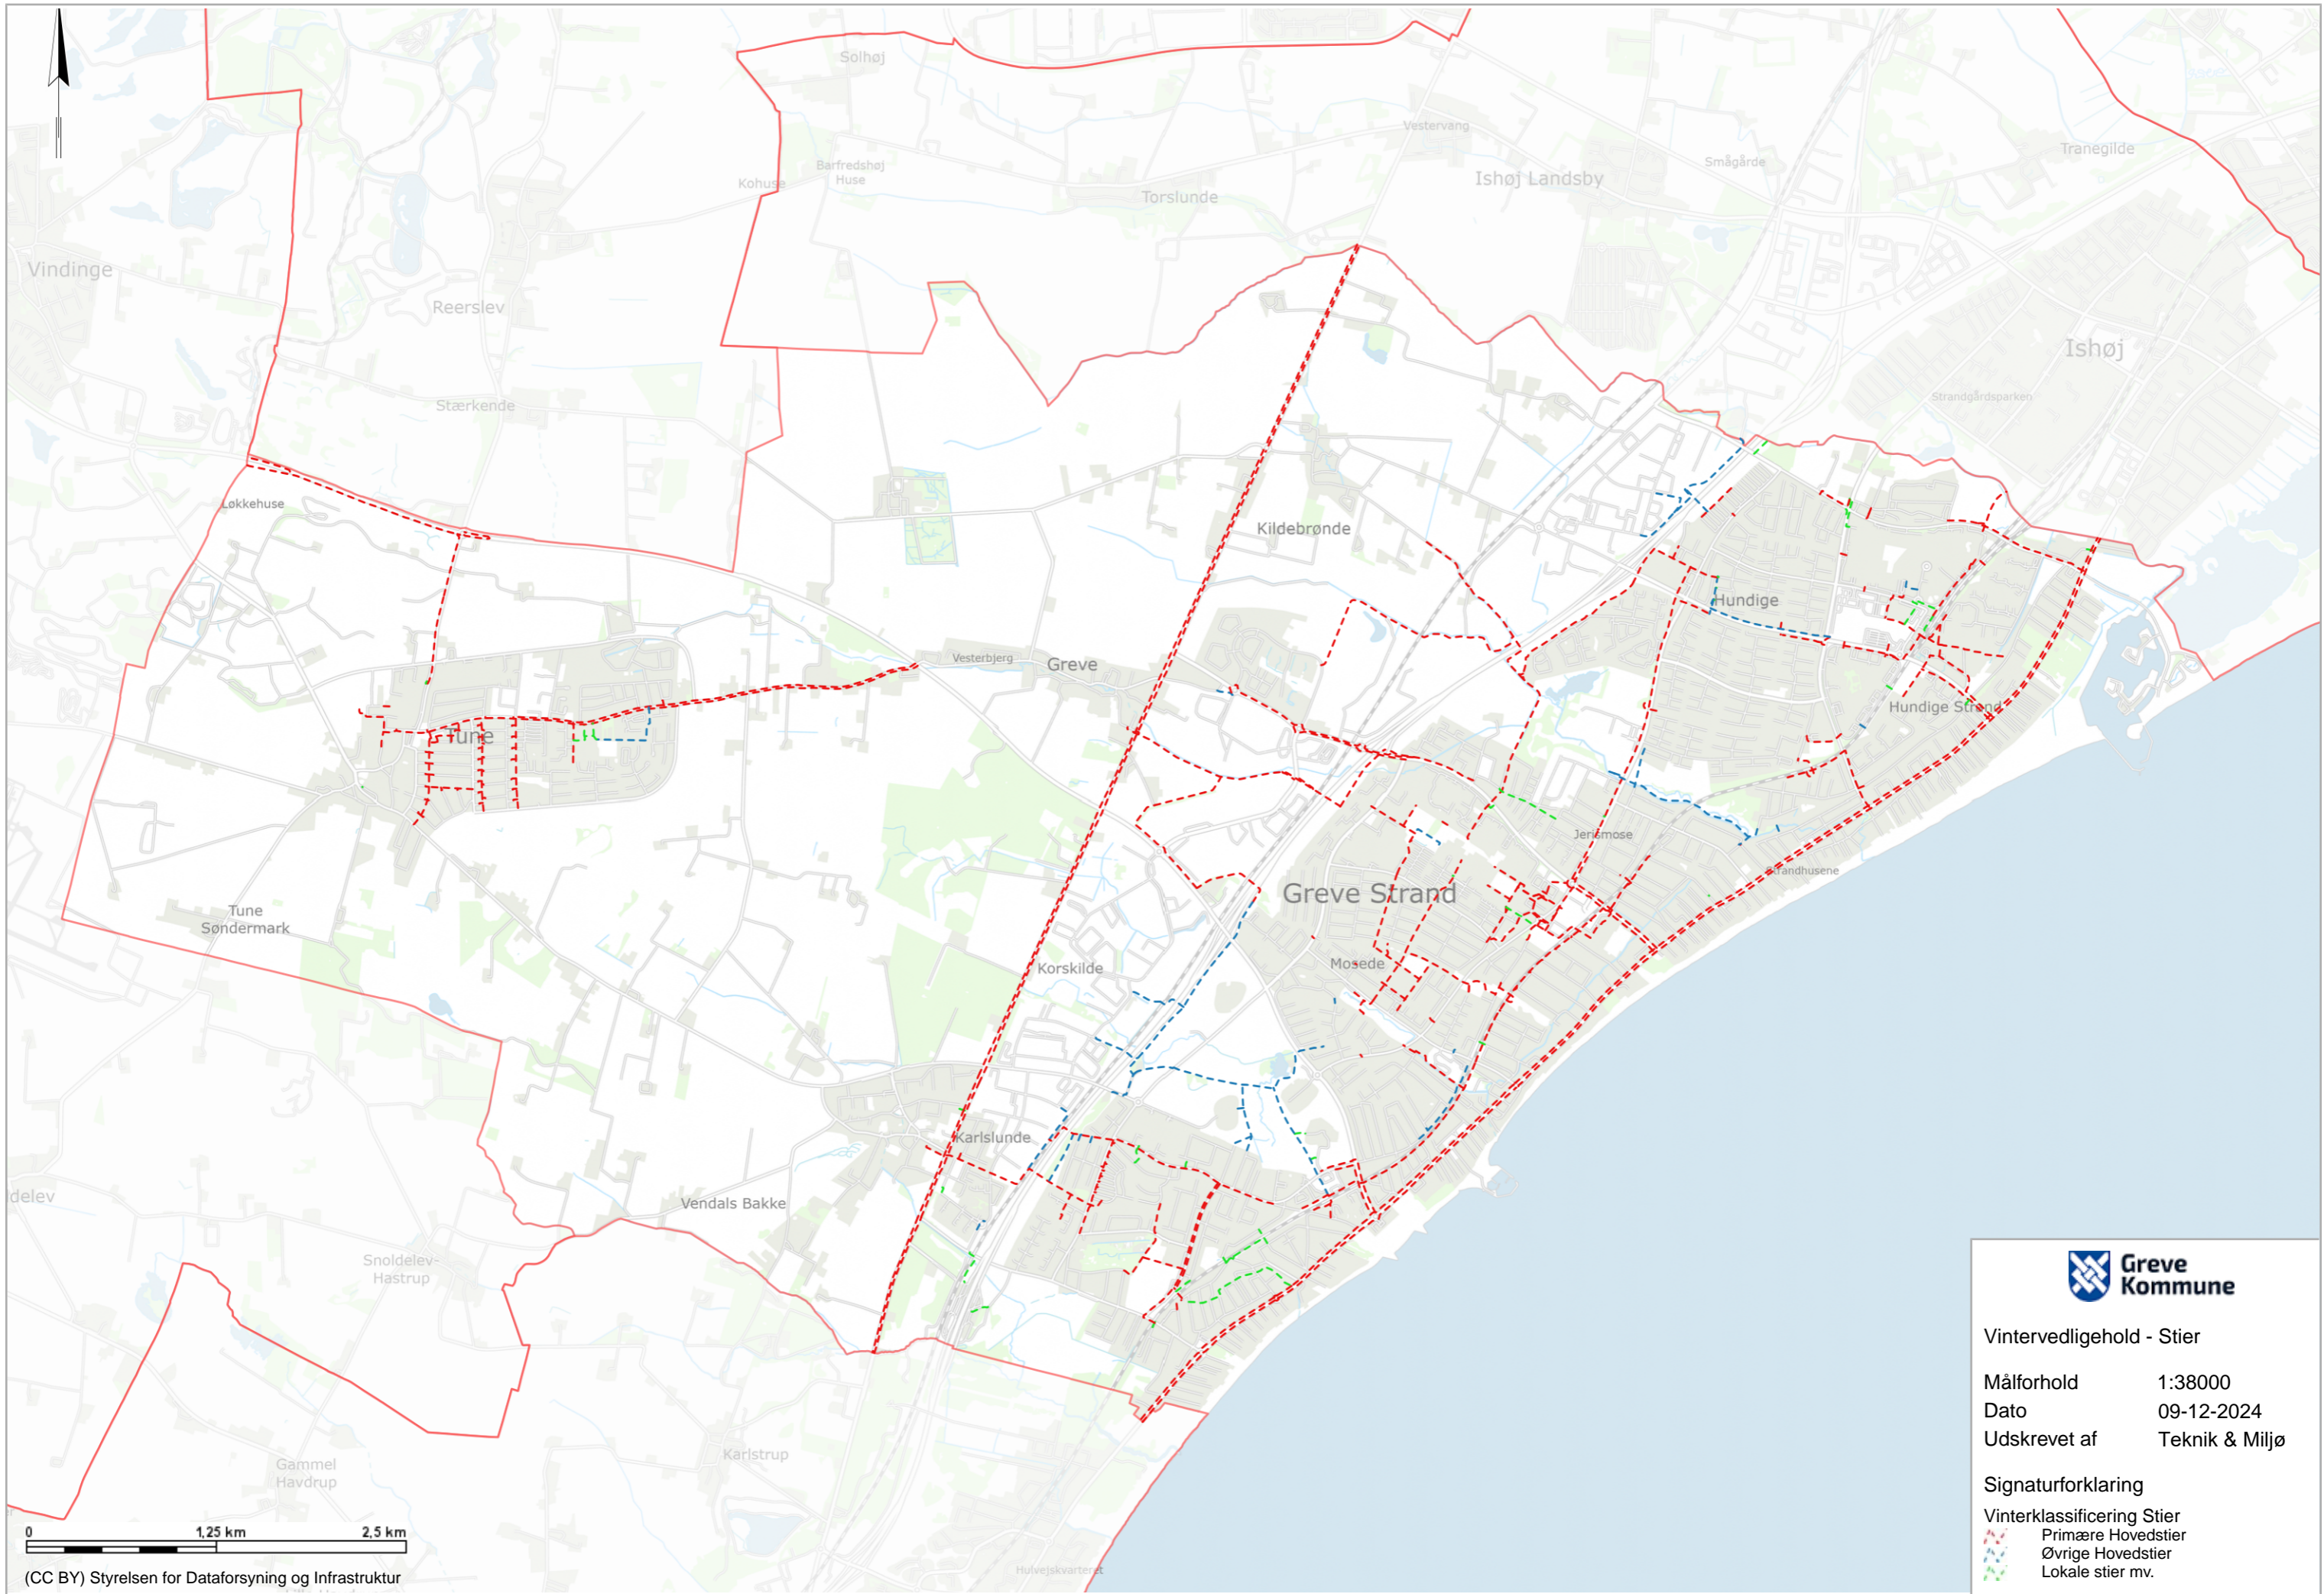 Solhøj
Vestervang
Tranegilde
Smågårde
Barfredshøj
Huse
Kohuse
Ishøj Landsby
Torslunde
Vindinge
Reerslev
Ishøj
Strandgårdsparken
Stærkende
Løkkehuse
Kildebrønde
Hundige
Vesterbjerg
Greve
Hundige Strand
Tune
Jerismose
Strandhusene
Greve Strand
Tune
Søndermark
Mosede
Korskilde
Karlslunde
delev
Vendals Bakke
Snoldelev-
Hastrup
Karlstrup
Gammel
Havdrup
Hulvejskvarteret
0 1,25 km 2,5 km
(CC BY) Styrelsen for Dataforsyning og Infrastruktur
Greve
Kommune
Vintervedligehold - Stier
Målforhold 1:38000
Dato 09-12-2024
Udskrevet af Teknik & Miljø
Signaturforklaring
Vinterklassificering Stier
Primære Hovedstier
Øvrige Hovedstier
Lokale stier mv.